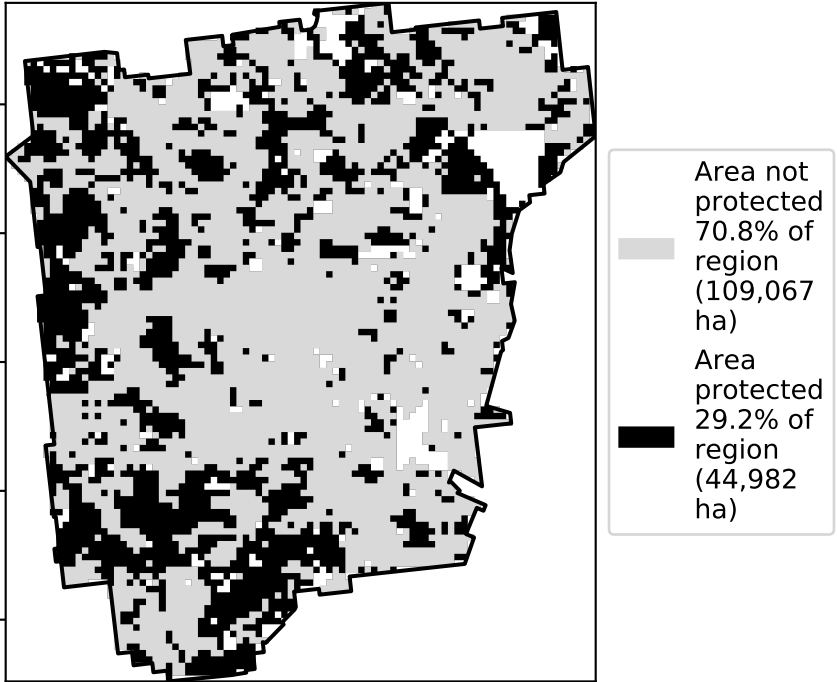 Area not
protected
70.8% of
region
(109,067
ha)
Area
protected
29.2% of
region
(44,982
ha)